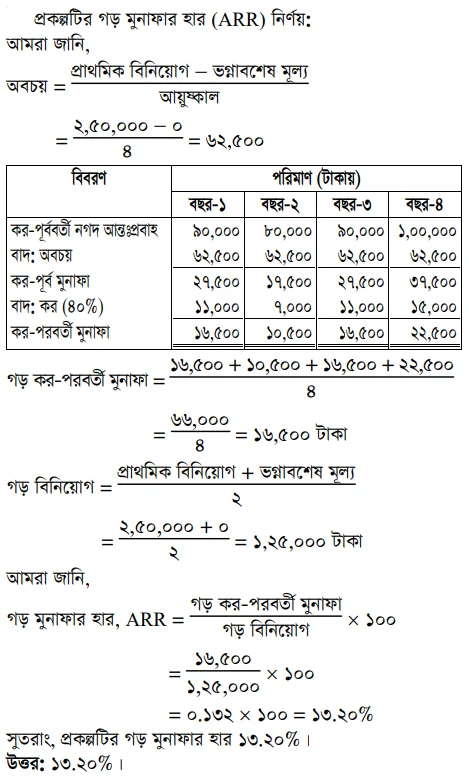 প্রকল্পটির গড় মুনাফার হার (ARR) নির্ণয়:
আমরা জানি,
অবচয় = প্রাথমিক বিনিয়োগ – ভগ্নাবশেষ মূল্য / আয়ুষ্কাল
= ২,৫০,০০০ – ০ / ৪ = ৬২,৫০০
বিবরণ পরিমাণ (টাকায়)
বছর-১ বছর-২ বছর-৩ বছর-৪
কর-পূর্ববর্তী নগদ আন্তঃপ্রবাহ ৯০,০০০ ৮০,০০০ ৯০,০০০ ১,০০,০০০
বাদ: অবচয় ৬২,৫০০ ৬২,৫০০ ৬২,৫০০ ৬২,৫০০
কর-পূর্ব মুনাফা ২৭,৫০০ ১৭,৫০০ ২৭,৫০০ ৩৭,৫০০
বাদ: কর (৪০%) ১১,০০০ ৭,০০০ ১১,০০০ ১৫,০০০
কর-পরবর্তী মুনাফা ১৬,৫০০ ১০,৫০০ ১৬,৫০০ ২২,৫০০
গড় কর-পরবর্তী মুনাফা = ১৬,৫০০ + ১০,৫০০ + ১৬,৫০০ + ২২,৫০০ / ৪
= ৬৬,০০০ / ৪ = ১৬,৫০০ টাকা
গড় বিনিয়োগ = প্রাথমিক বিনিয়োগ + ভগ্নাবশেষ মূল্য / ২
= ২,৫০,০০০ + ০ / ২ = ১,২৫,০০০ টাকা
আমরা জানি,
গড় মুনাফার হার, ARR = গড় কর-পরবর্তী মুনাফা / গড় বিনিয়োগ × ১০০
= ১৬,৫০০ / ১,২৫,০০০ × ১০০
= ০.১৩২ × ১০০ = ১৩.২০%
সুতরাং, প্রকল্পটির গড় মুনাফার হার ১৩.২০%।
উত্তর: ১৩.২০%।